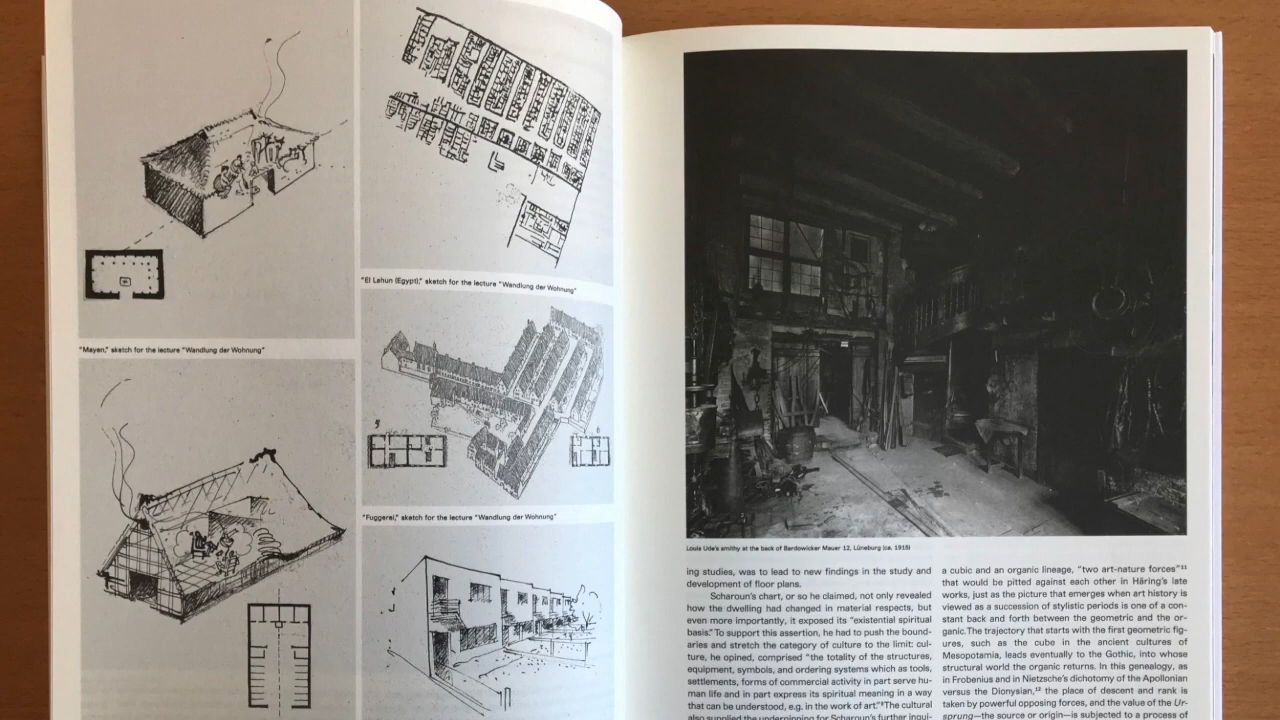 "Mayen," sketch for the lecture "Wandlung der Wohnung"
"El Lahun (Egypt)," sketch for the lecture "Wandlung der Wohnung"
"Fuggerei," sketch for the lecture "Wandlung der Wohnung"
Louis Ude's smithy at the back of Bardowicker Mauer 12, Lüneburg (ca. 1915)
ing studies, was to lead to new findings in the study and
development of floor plans.
Scharoun's chart, or so he claimed, not only revealed
how the dwelling had changed in material respects, but
even more importantly, it exposed its "existential spiritual
basis." To support this assertion, he had to push the bound-
aries and stretch the category of culture to the limit: cul-
ture, he opined, comprised "the totality of the structures,
equipment, symbols, and ordering systems which as tools,
settlements, forms of commercial activity in part serve hu-
man life and in part express its spiritual meaning in a way
that can be understood, e.g. in the work of art." The cultural
also supplied the underpinning for Scharoun's further inqui-
a cubic and an organic lineage, "two art-nature forces"¹¹
that would be pitted against each other in Häring's late
works, just as the picture that emerges when art history is
viewed as a succession of stylistic periods is one of a con-
stant back and forth between the geometric and the or-
ganic. The trajectory that starts with the first geometric fig-
ures, such as the cube in the ancient cultures of
Mesopotamia, leads eventually to the Gothic, into whose
structural world the organic returns. In this genealogy, as
in Frobenius and in Nietzsche's dichotomy of the Apollonian
versus the Dionysian,¹² the place of descent and rank is
taken by powerful opposing forces, and the value of the Ur-
sprung—the source or origin—is subjected to a process of